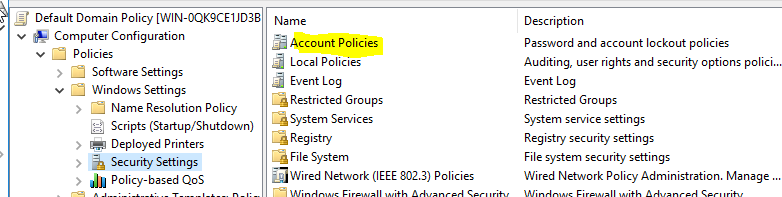 Default Domain Policy [WIN-0QK9CE1JD3B
Computer Configuration
Policies
Software Settings
Windows Settings
Name Resolution Policy
Scripts (Startup/Shutdown)
Deployed Printers
Security Settings
Policy-based QoS
Administrative Templates: Polic
Name Description
Account Policies Password and account lockout policies
Local Policies Auditing, user rights and security options polici...
Event Log Event Log
Restricted Groups Restricted Groups
System Services System service settings
Registry Registry security settings
File System File system security settings
Wired Network (IEEE 802.3) Policies Wired Network Policy Administration. Manage ...
Windows Firewall with Advanced Security Windows Firewall with Advanced Security